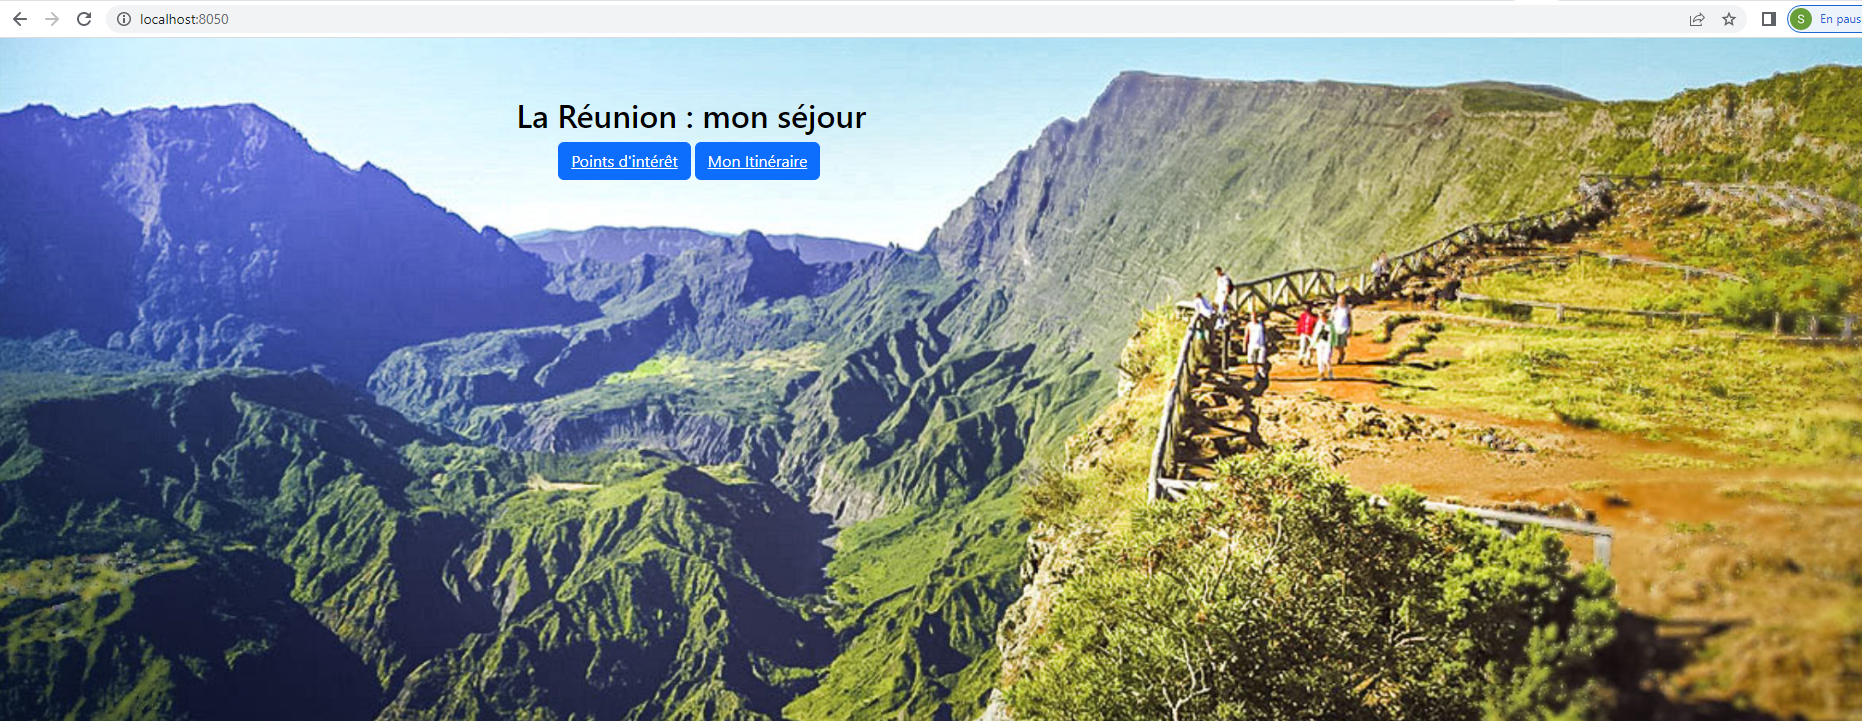 localhost:8050
S En paus
La Réunion : mon séjour
Points d'intérêt Mon Itinéraire